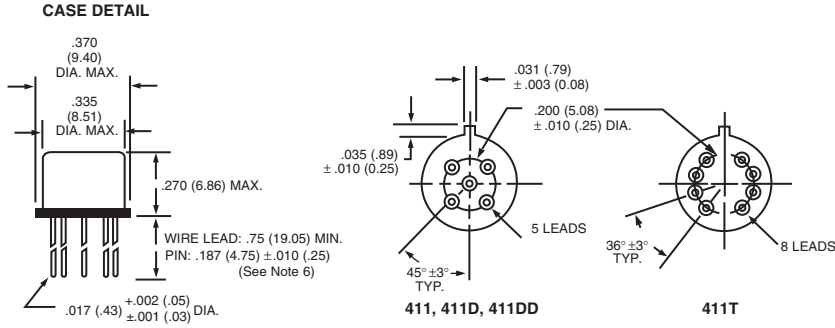 CASE DETAIL
.370
(9.40)
DIA. MAX.
.335
(8.51)
DIA. MAX.
.270 (6.86) MAX.
WIRE LEAD: .75 (19.05) MIN.
PIN: .187 (4.75) ±.010 (.25)
(See Note 6)
.017 (.43) +.002 (.05)
±.001 (.03) DIA.
.031 (.79)
±.003 (0.08)
.200 (5.08)
±.010 (.25) DIA.
.035 (.89)
±.010 (0.25)
5 LEADS
45°±3°
TYP.
411, 411D, 411DD
36°±3°
TYP.
8 LEADS
411T